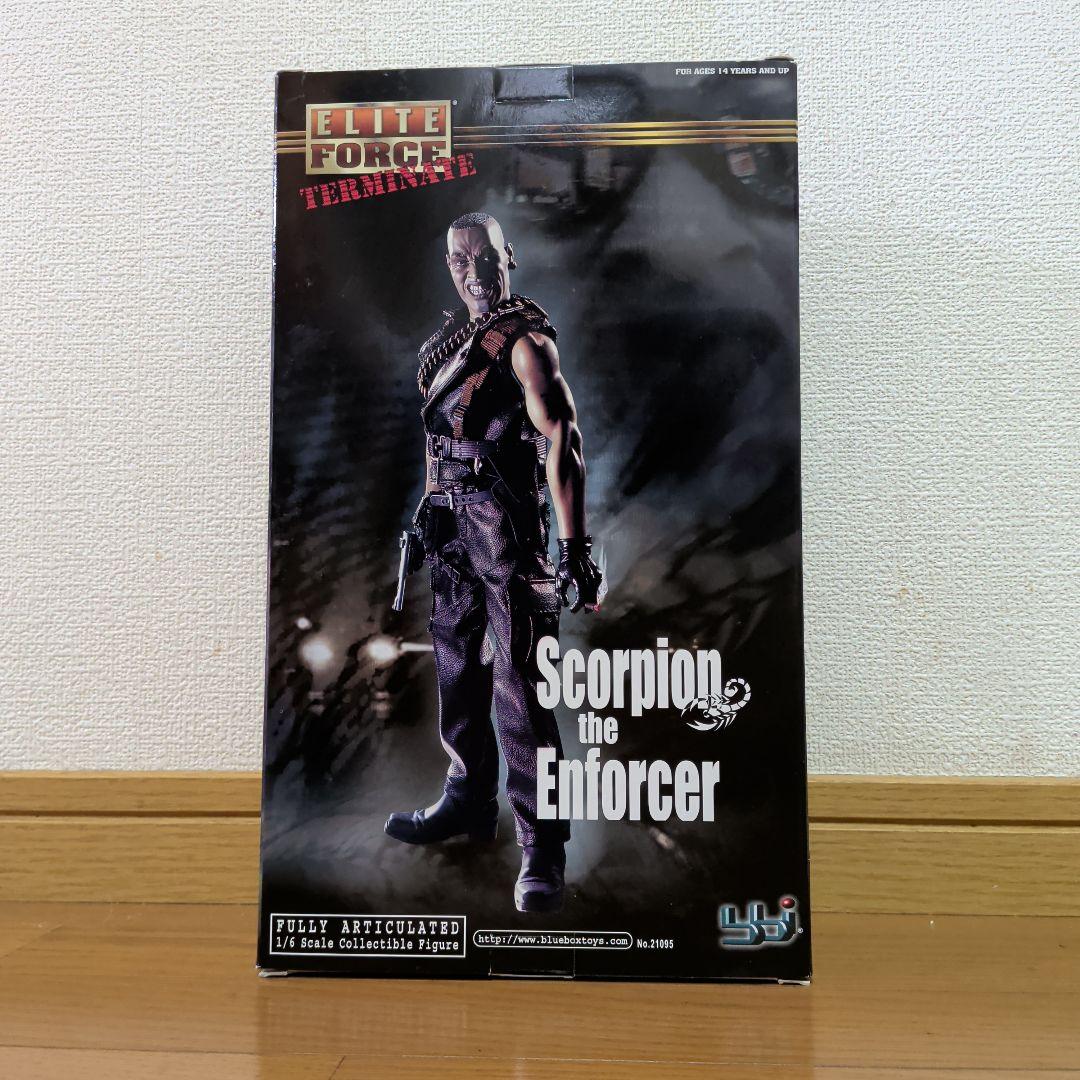 FOR AGES 14 YEARS AND UP
ELITE
FORCE
TERMINATE
Scorpion
the
Enforcer
FULLY ARTICULATED
1/6 Scale Collectible Figure
http://www.blueboxtoys.com
No.21095
bbi